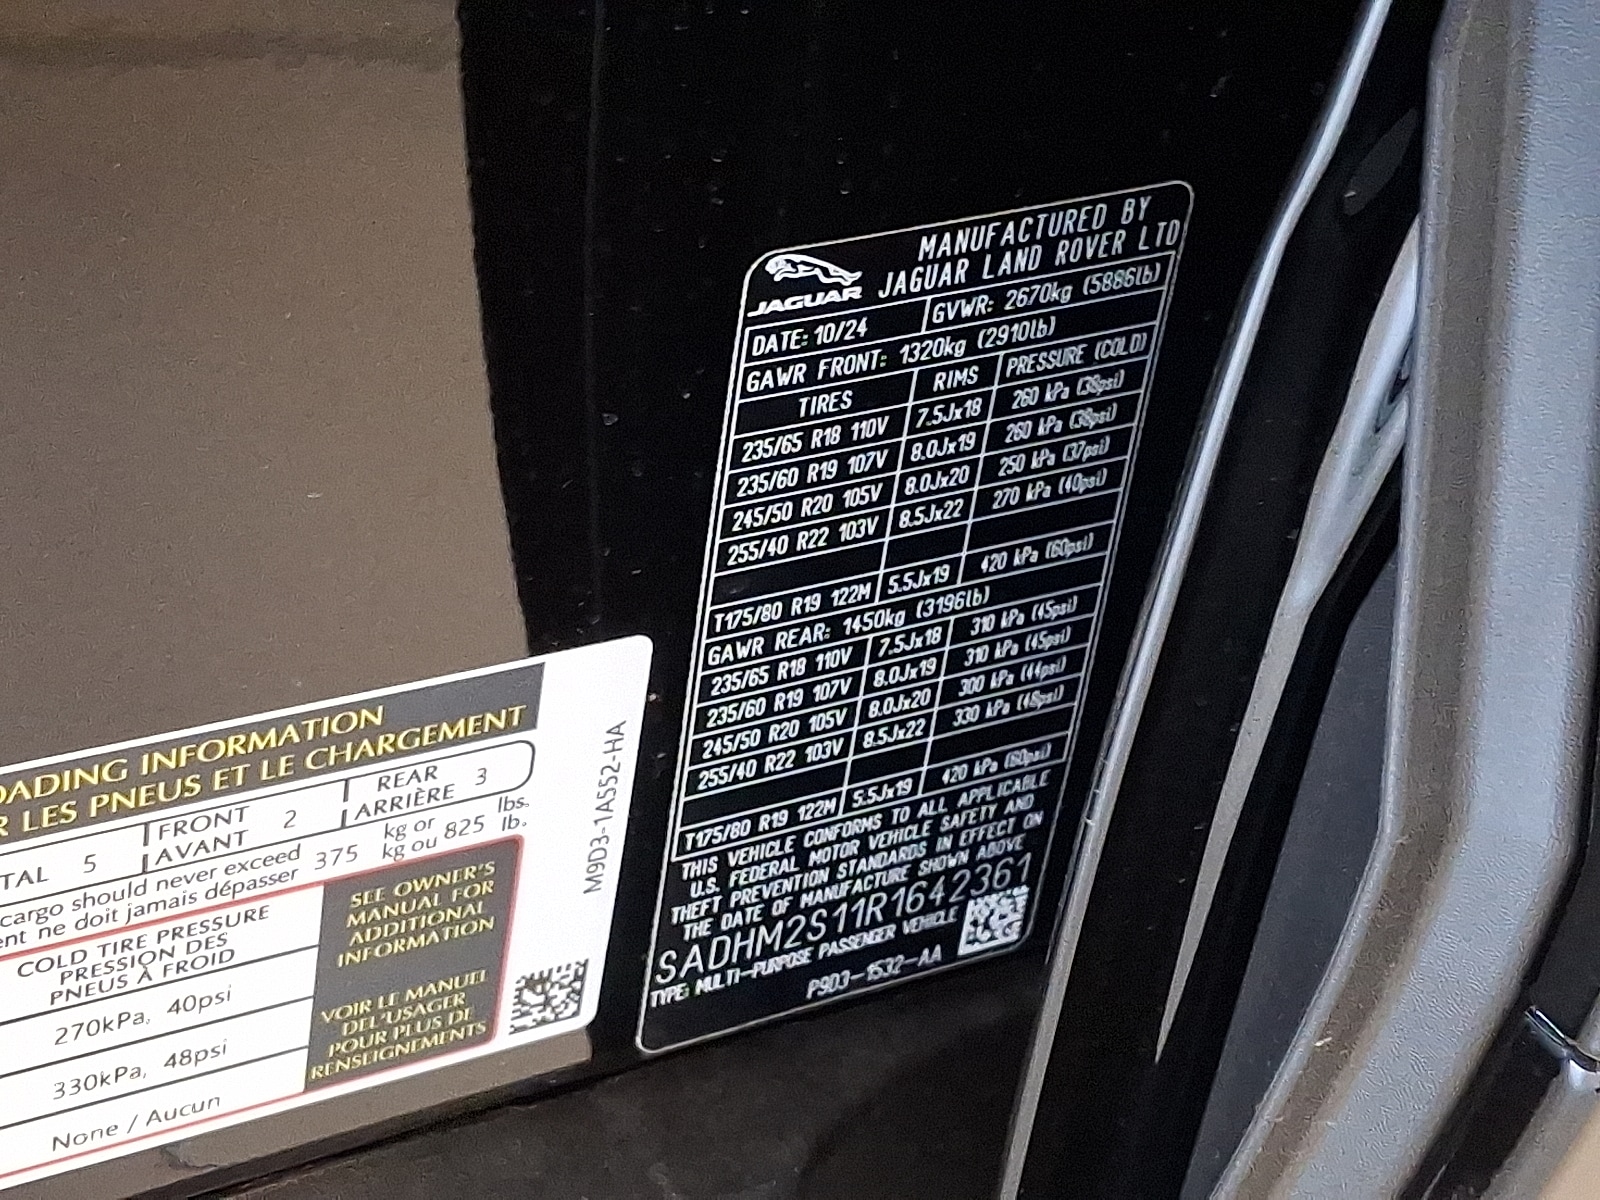 OADING INFORMATION
R LES PNEUS ET LE CHARGEMENT
TAL 5 FRONT AVANT 2 REAR ARRIÈRE 3
cargo should never exceed 375 kg or 825 lbs.
ent ne doit jamais dépasser kg ou lb.
COLD TIRE PRESSURE
PRESSION DES
PNEUS À FROID
270kPa, 40psi
330kPa, 48psi
None / Aucun
SEE OWNER'S
MANUAL FOR
ADDITIONAL
INFORMATION
VOIR LE MANUEL
DEL'USAGER
POUR PLUS DE
RENSEIGNEMENTS
M9D3-1A552-HA
JAGUAR
MANUFACTURED BY
JAGUAR LAND ROVER LTD
DATE: 10/24 GVWR: 2670kg (5886lb)
GAWR FRONT: 1320kg (2910lb)
TIRES RIMS PRESSURE (COLD)
235/65 R18 110V 7.5Jx18 260 kPa (38psi)
235/60 R19 107V 8.0Jx19 260 kPa (38psi)
245/50 R20 105V 8.0Jx20 250 kPa (37psi)
255/40 R22 103V 8.5Jx22 270 kPa (40psi)
T175/80 R19 122M 5.5Jx19 420 kPa (60psi)
GAWR REAR: 1450kg (3196lb)
235/65 R18 110V 7.5Jx18 310 kPa (45psi)
235/60 R19 107V 8.0Jx19 310 kPa (45psi)
245/50 R20 105V 8.0Jx20 300 kPa (44psi)
255/40 R22 103V 8.5Jx22 330 kPa (48psi)
T175/80 R19 122M 5.5Jx19 420 kPa (60psi)
THIS VEHICLE CONFORMS TO ALL APPLICABLE
U.S. FEDERAL MOTOR VEHICLE SAFETY AND
THEFT PREVENTION STANDARDS IN EFFECT ON
THE DATE OF MANUFACTURE SHOWN ABOVE
SADHM2S11R1642361
TYPE: MULTI-PURPOSE PASSENGER VEHICLE
P9D3-1532-AA